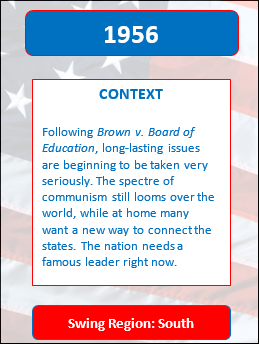 1956
CONTEXT
Following Brown v. Board of
Education, long-lasting issues
are beginning to be taken very
seriously. The spectre of
communism still looms over the
world, while at home many
want a new way to connect the
states. The nation needs a
famous leader right now.
Swing Region: South